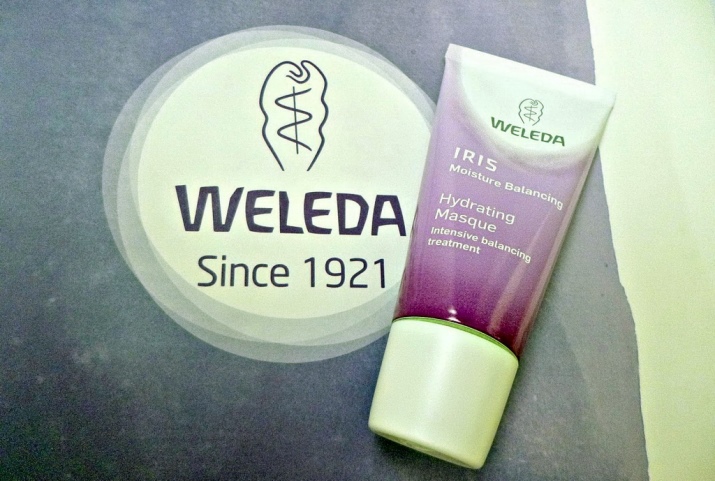 WELEDA
Since 1921
WELEDA
IRIS
Moisture Balancing
Hydrating
Masque
Intensive balancing
treatment